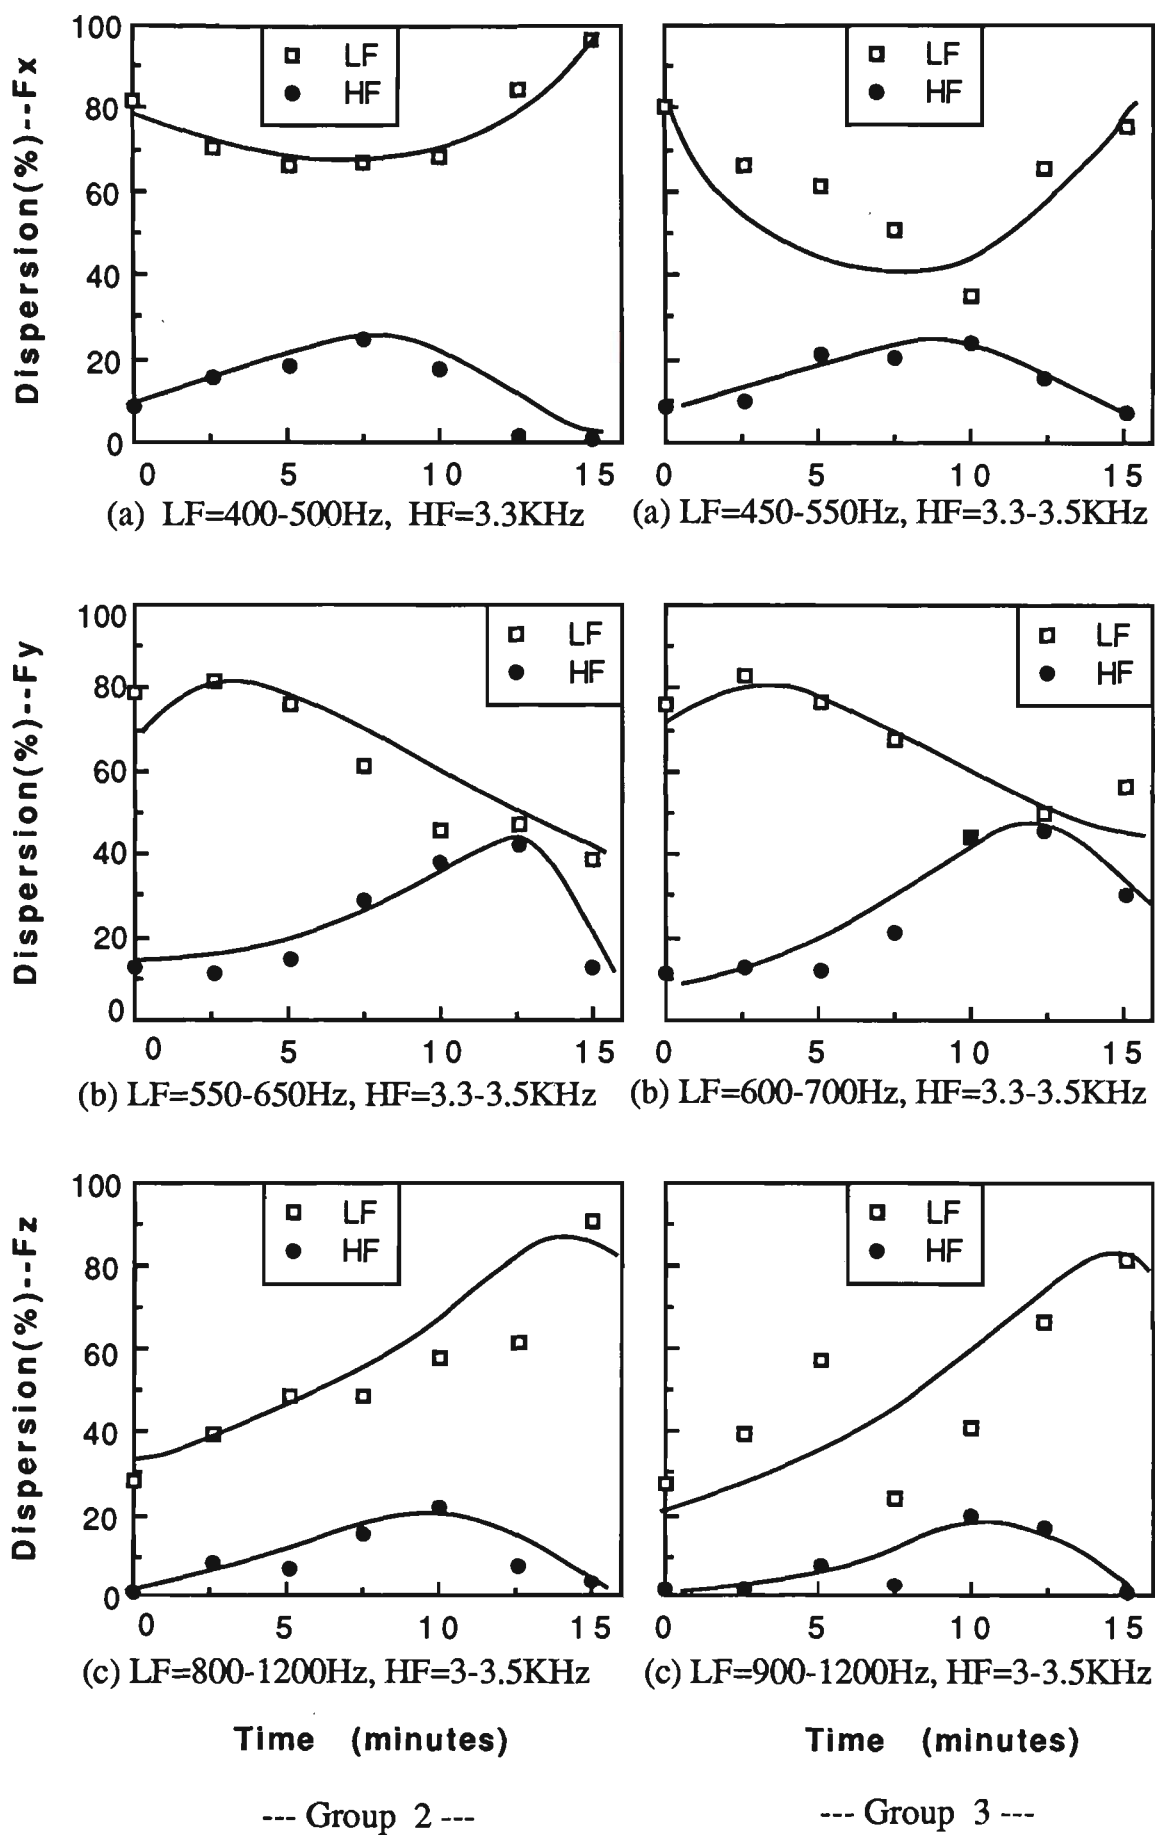 Dispersion(%)--Fx
100
80
60
40
20
0
LF
HF
0 5 10 15
(a) LF=400-500Hz, HF=3.3KHz
LF
HF
0 5 10 15
(a) LF=450-550Hz, HF=3.3-3.5KHz
Dispersion(%)--Fy
100
80
60
40
20
0
LF
HF
0 5 10 15
(b) LF=550-650Hz, HF=3.3-3.5KHz
LF
HF
0 5 10 15
(b) LF=600-700Hz, HF=3.3-3.5KHz
Dispersion(%)--Fz
100
80
60
40
20
0
LF
HF
0 5 10 15
(c) LF=800-1200Hz, HF=3-3.5KHz
LF
HF
0 5 10 15
(c) LF=900-1200Hz, HF=3-3.5KHz
Time (minutes)
Time (minutes)
--- Group 2 ---
--- Group 3 ---